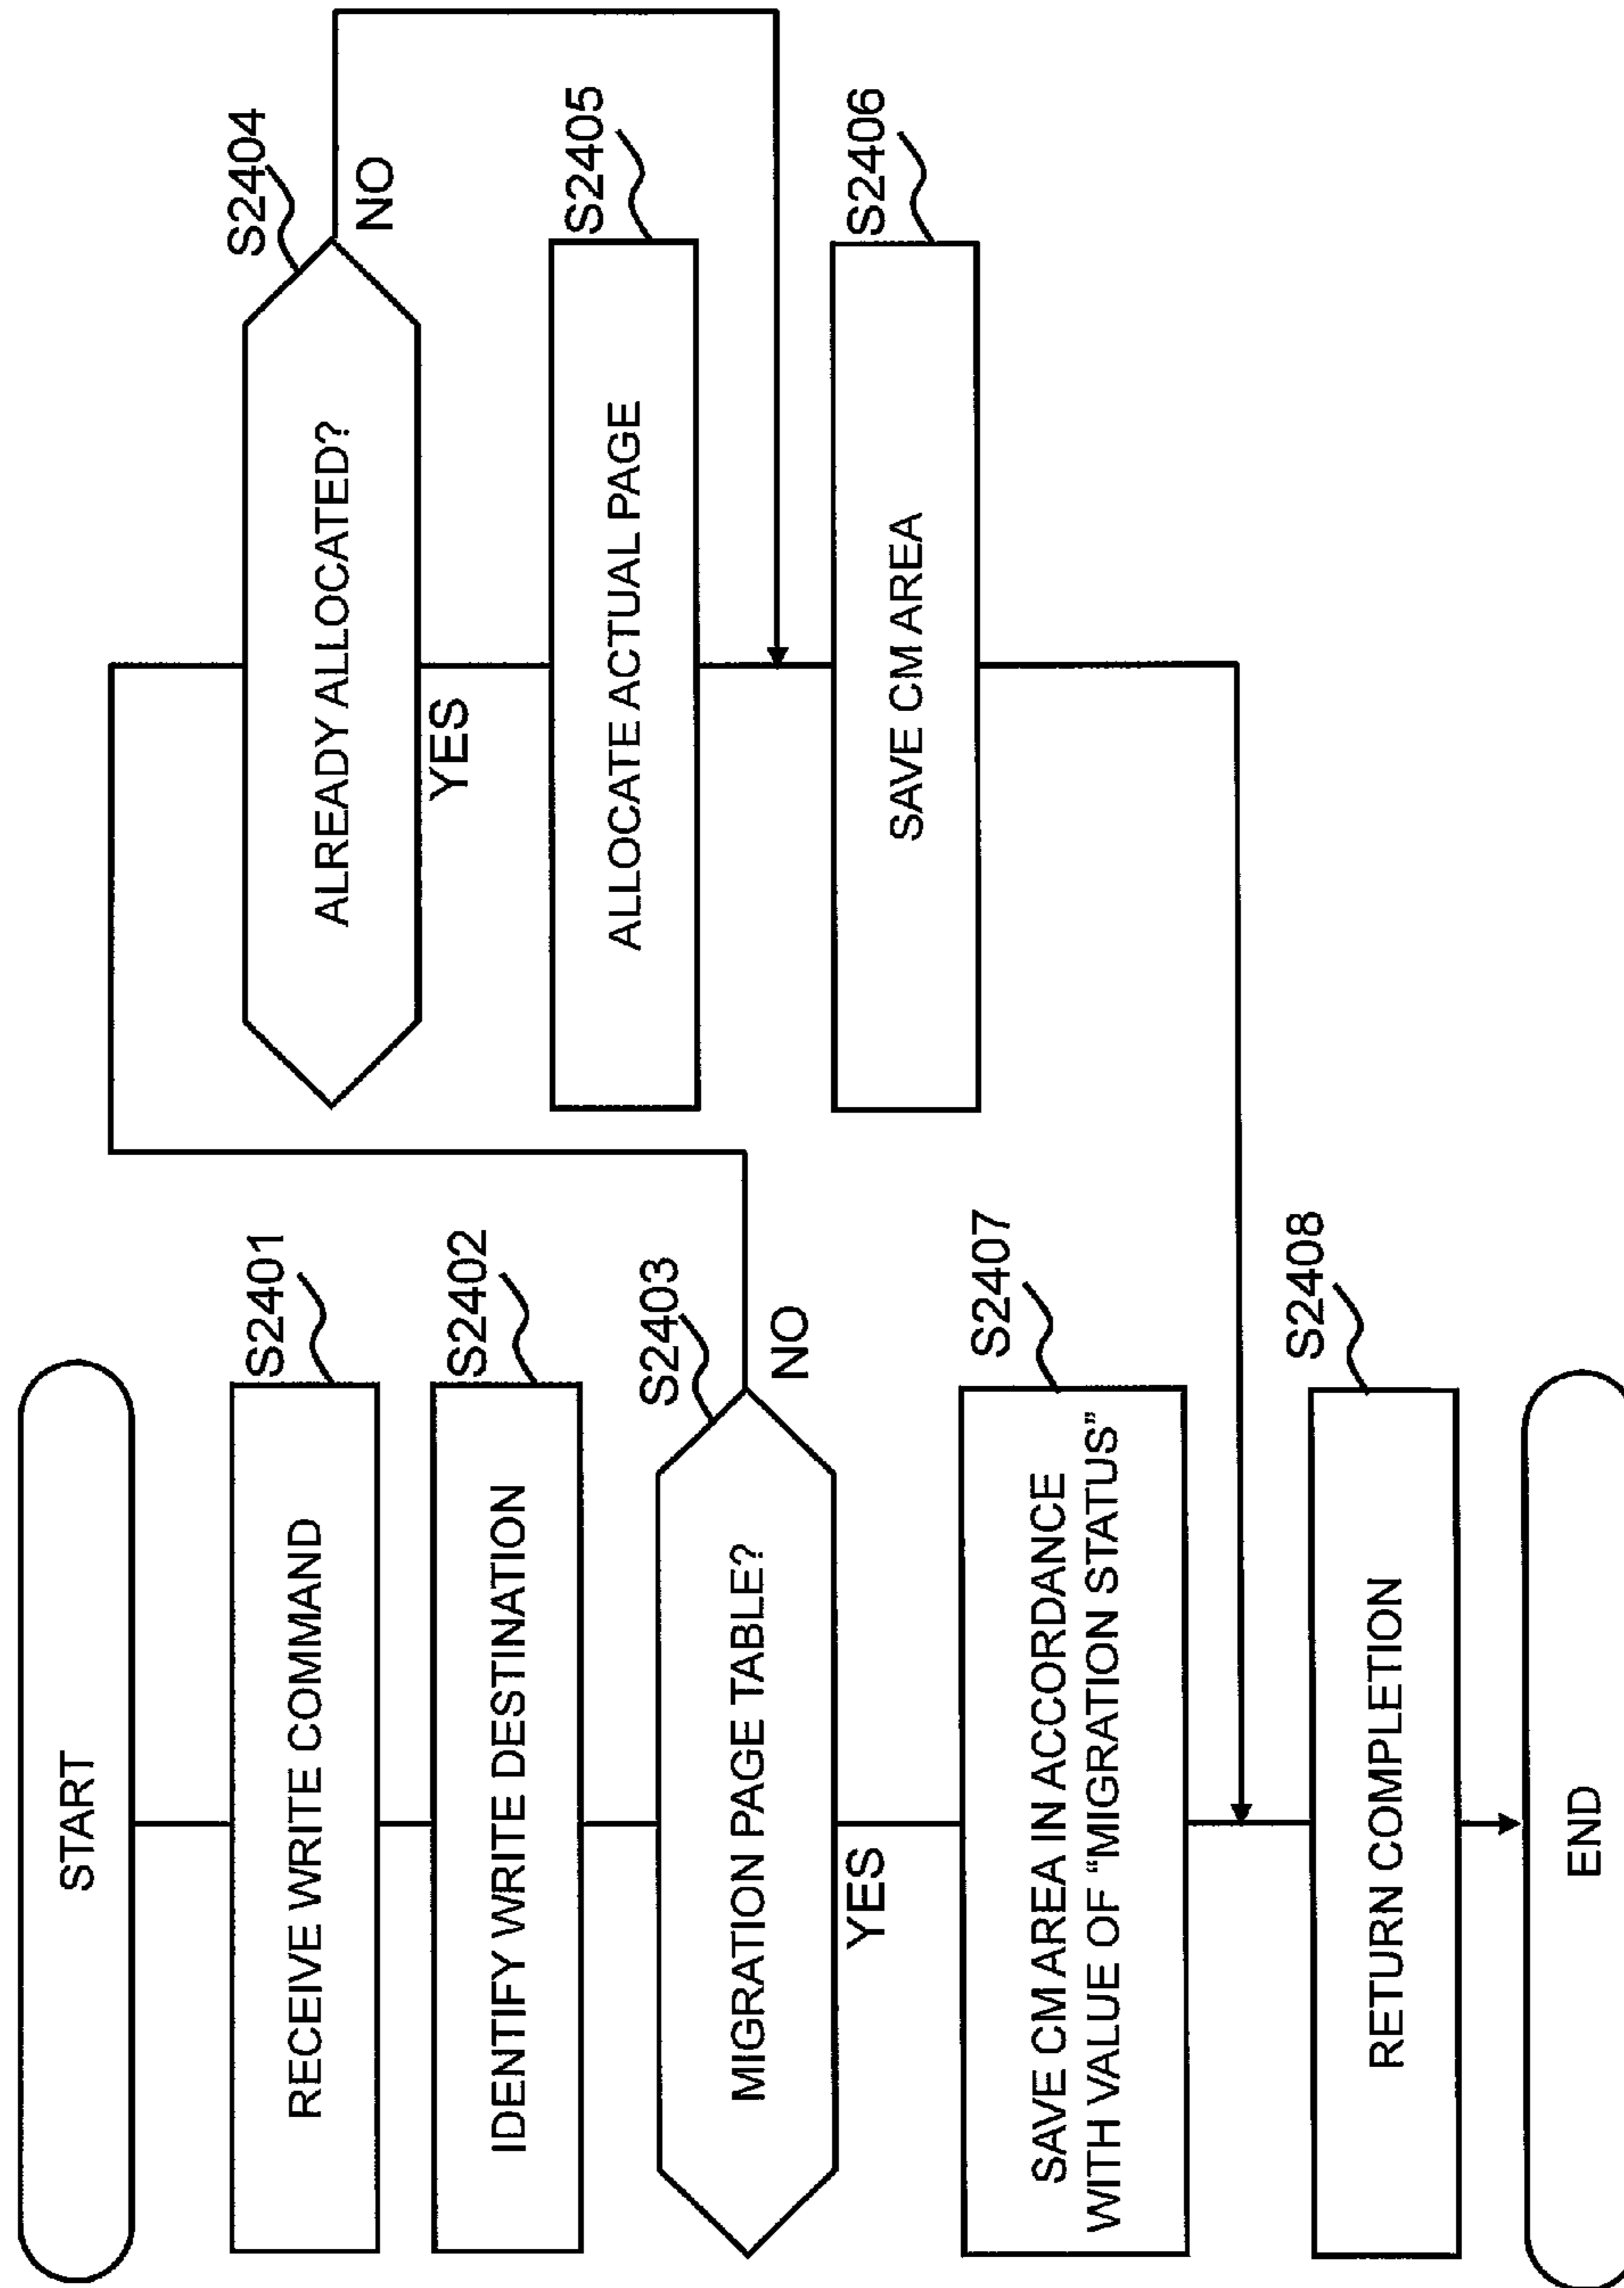 START
S2401
RECEIVE WRITE COMMAND
S2402
IDENTIFY WRITE DESTINATION
S2403
MIGRATION PAGE TABLE?
NO
YES
S2404
ALREADY ALLOCATED?
NO
YES
S2405
ALLOCATE ACTUAL PAGE
S2406
SAVE CM AREA
S2407
SAVE CM AREA IN ACCORDANCE
WITH VALUE OF “MIGRATION STATUS”
S2408
RETURN COMPLETION
END